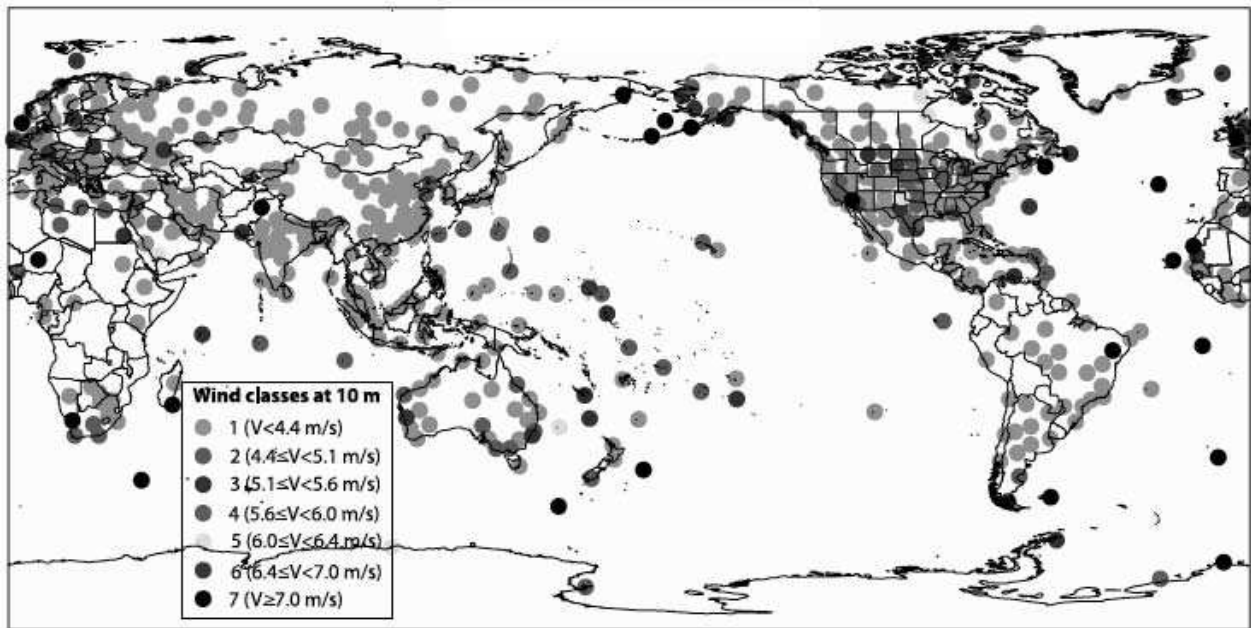 Wind classes at 10 m
1 (V<4.4 m/s)
2 (4.4≤V<5.1 m/s)
3 (5.1≤V<5.6 m/s)
4 (5.6≤V<6.0 m/s)
5 (6.0≤V<6.4 m/s)
6 (6.4≤V<7.0 m/s)
7 (V≥7.0 m/s)